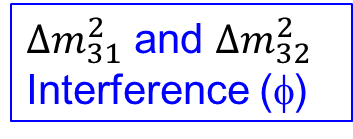 Δm²₃₁ and Δm²₃₂
Interference (ϕ)